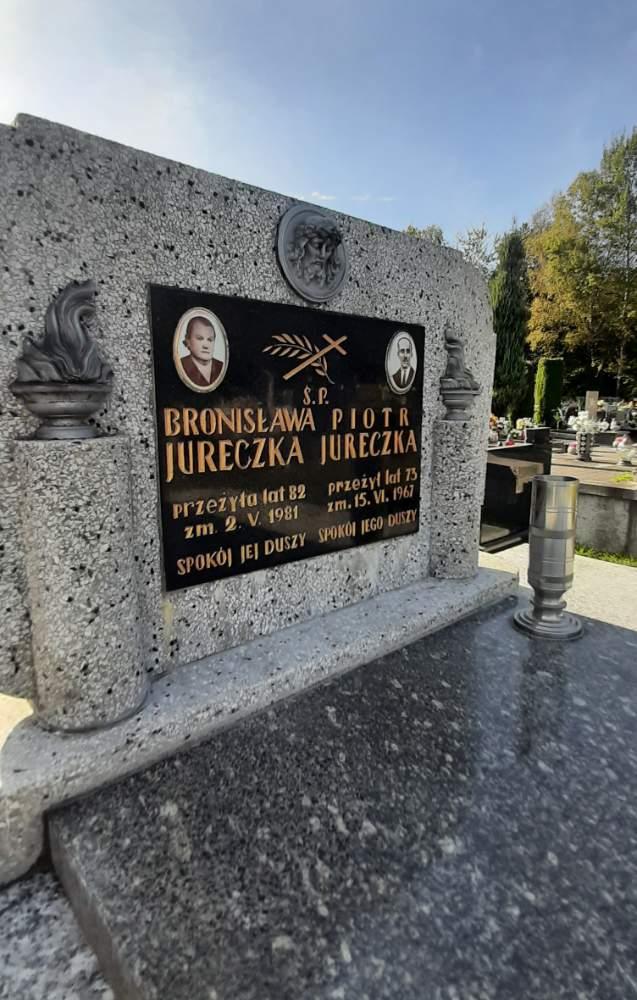 Ś.P.
BRONISŁAWA PIOTR
JURECZKA JURECZKA
przeżyła lat 82 przeżył lat 73
zm. 2. V. 1981 zm. 15. VI. 1967
SPOKÓJ JEJ DUSZY SPOKÓJ JEGO DUSZY